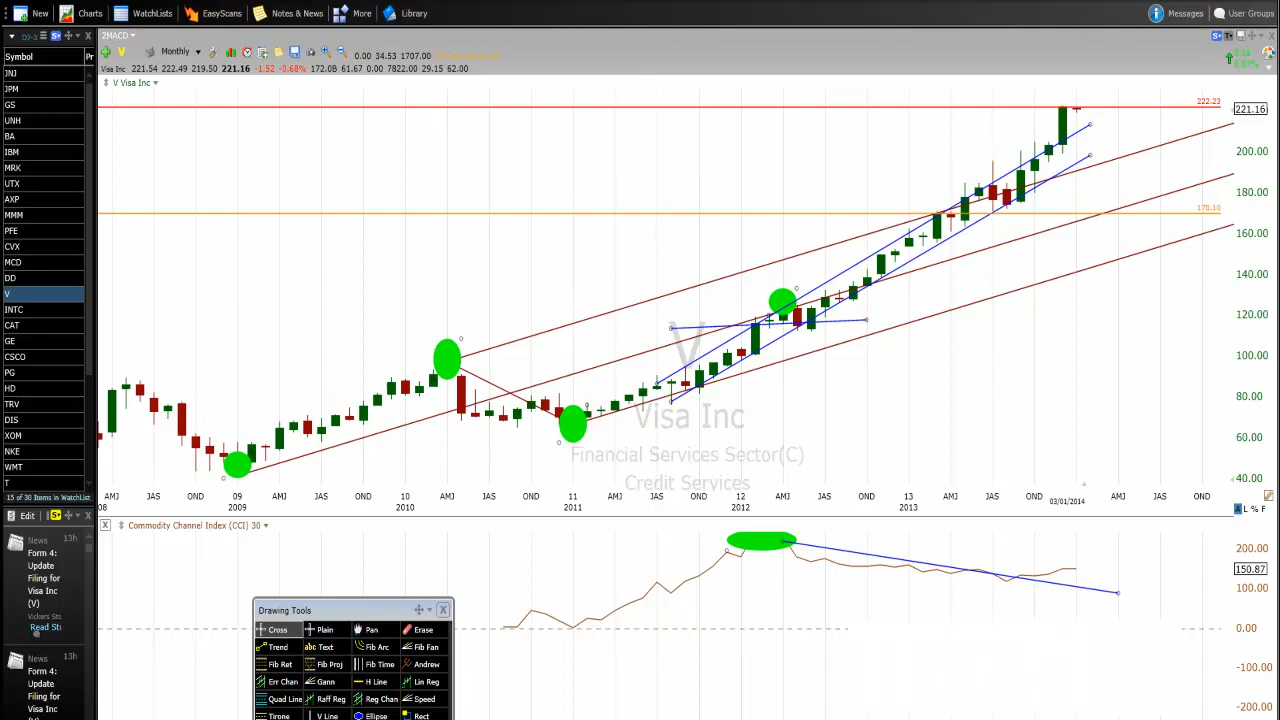 New Charts WatchLists EasyScans Notes & News More Library Messages User Groups
DJ-3
2MACD
Symbol Pr
Monthly 0.00 34.53 1707.00
Visa Inc 221.54 222.49 219.50 221.16 -1.52 -0.68% 172.0B 61.67 0.00 7822.00 29.15 62.00
V Visa Inc
JNJ
JPM
GS
UNH
BA
IBM
MRK
UTX
AXP
MMM
PFE
CVX
MCD
DD
V
INTC
CAT
GE
CSCO
PG
HD
TRV
DIS
XOM
NKE
WMT
T
15 of 30 Items in WatchList
222.23
221.16
200.00
180.00
170.10
160.00
140.00
120.00
100.00
80.00
60.00
40.00
V
Visa Inc
Financial Services Sector(C)
Credit Services
AMJ JAS OND 09 AMJ JAS OND 10 AMJ JAS OND 11 AMJ JAS OND 12 AMJ JAS OND 13 AMJ JAS OND AMJ JAS OND
08 2009 2010 2011 2012 2013 03/01/2014
A L % F
Edit
News 13h
Form 4:
Update
Filing for
Visa Inc
(V)
Vickers Sto
Read Sto
News 13h
Form 4:
Update
Filing for
Visa Inc
X Commodity Channel Index (CCI) 30
200.00
150.87
100.00
0.00
-100.00
-200.00
Drawing Tools X
Cross Plain Pan Erase
Trend abc Text Fib Arc Fib Fan
Fib Ret Fib Proj Fib Time Andrew
Err Chan Gann H Line Lin Reg
Quad Line Raff Reg Reg Chan Speed
Tirone V Line Ellipse Rect